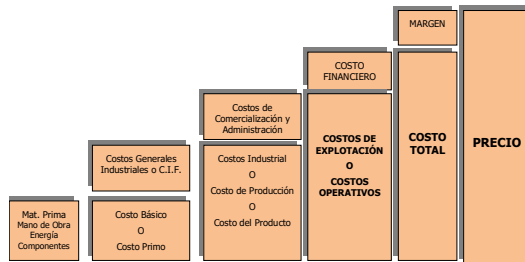 Mat. Prima
Mano de Obra
Energía
Componentes
Costos Generales
Industriales o C.I.F.
Costo Básico
O
Costo Primo
Costos de
Comercialización y
Administración
Costos Industrial
O
Costo de Producción
O
Costo del Producto
COSTO
FINANCIERO
COSTOS DE
EXPLOTACIÓN
O
COSTOS
OPERATIVOS
MARGEN
COSTO
TOTAL
PRECIO